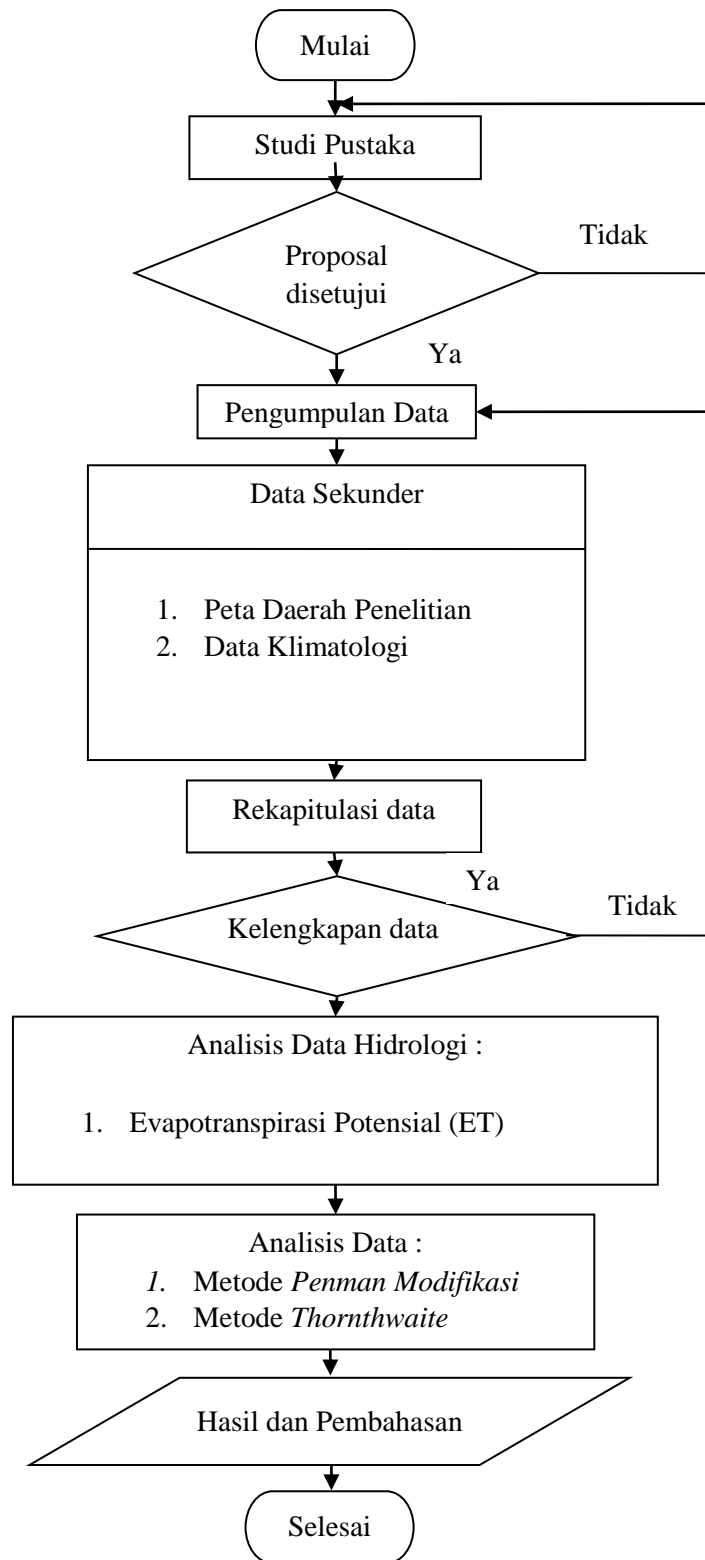 Mulai
Studi Pustaka
Proposal
disetujui
Tidak
Ya
Pengumpulan Data
Data Sekunder
1. Peta Daerah Penelitian
2. Data Klimatologi
Rekapitulasi data
Ya
Kelengkapan data
Tidak
Analisis Data Hidrologi :
1. Evapotranspirasi Potensial (ET)
Analisis Data :
1. Metode Penman Modifikasi
2. Metode Thornthwaite
Hasil dan Pembahasan
Selesai